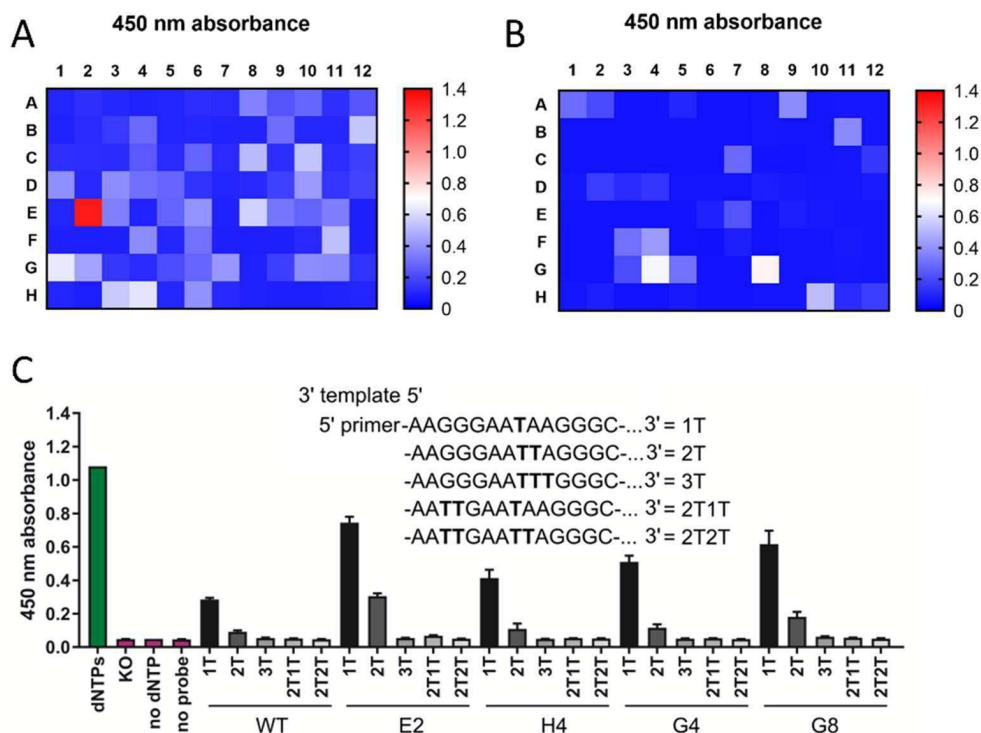 A
450 nm absorbance
1 2 3 4 5 6 7 8 9 10 11 12
A
B
C
D
E
F
G
H
1.4
1.2
1.0
0.8
0.6
0.4
0.2
0
B
450 nm absorbance
1 2 3 4 5 6 7 8 9 10 11 12
A
B
C
D
E
F
G
H
1.4
1.2
1.0
0.8
0.6
0.4
0.2
0
C
450 nm absorbance
1.4
1.2
1.0
0.8
0.6
0.4
0.2
0.0
3' template 5'
5' primer-AAGGGAATAAGGGC-... 3' = 1T
-AAGGGAATTAGGGC-... 3' = 2T
-AAGGGAATTTGGGC-... 3' = 3T
-AATTGAATAAGGGC-... 3' = 2T1T
-AATTGAATTAGGGC-... 3' = 2T2T
dNTPs KO no dNTP no probe 1T 2T 3T 2T1T 2T2T 1T 2T 3T 2T1T 2T2T 1T 2T 3T 2T1T 2T2T 1T 2T 3T 2T1T 2T2T 1T 2T 3T 2T1T 2T2T
WT E2 H4 G4 G8